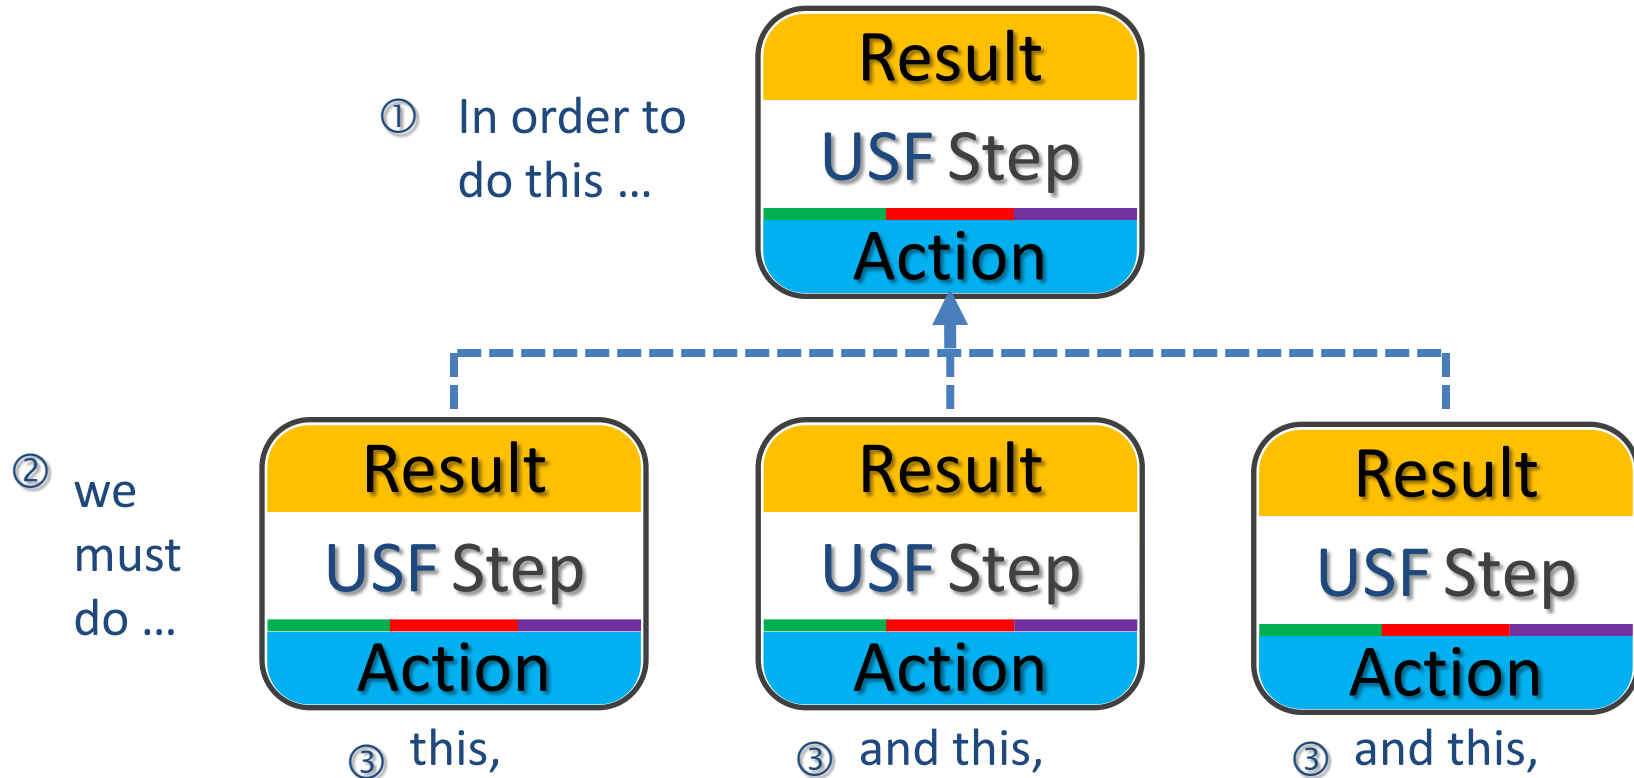 Result
① In order to
do this ...
USF Step
Action
② we
must
do ...
Result
USF Step
Action
Result
USF Step
Action
Result
USF Step
Action
③ this,
③ and this,
③ and this,